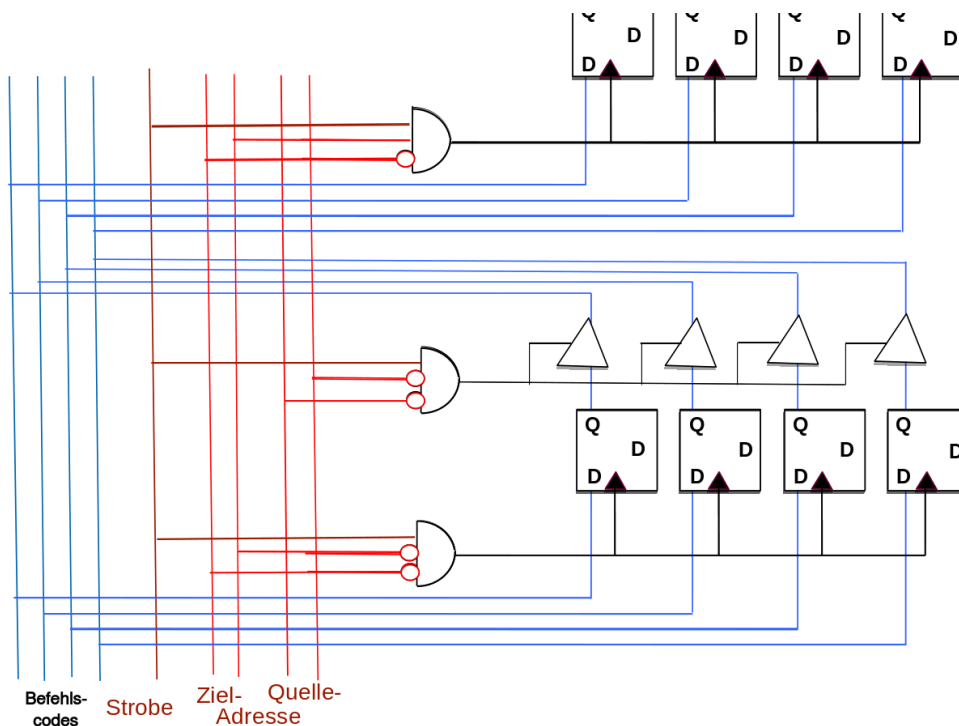 Q Q Q Q
D D D D
D D D D
Q Q Q Q
D D D D
D D D D
Befehls-
codes
Strobe
Ziel- Quelle-
Adresse